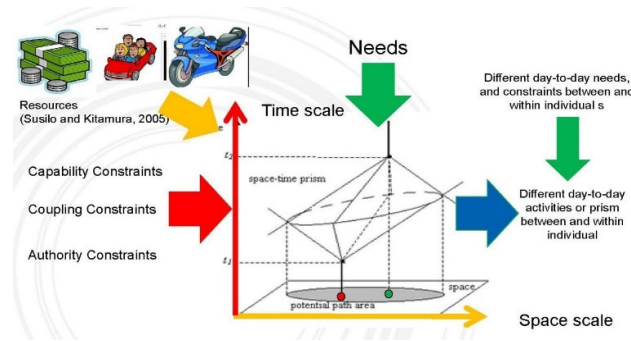 Needs
Resources
(Susilo and Kitamura, 2005)
Time scale
Different day-to-day needs,
and constraints between and
within individual s
t2
space-time prism
Capability Constraints
Coupling Constraints
Authority Constraints
Different day-to-day
activities or prism
between and within
individual
t1
space
potential path area
Space scale